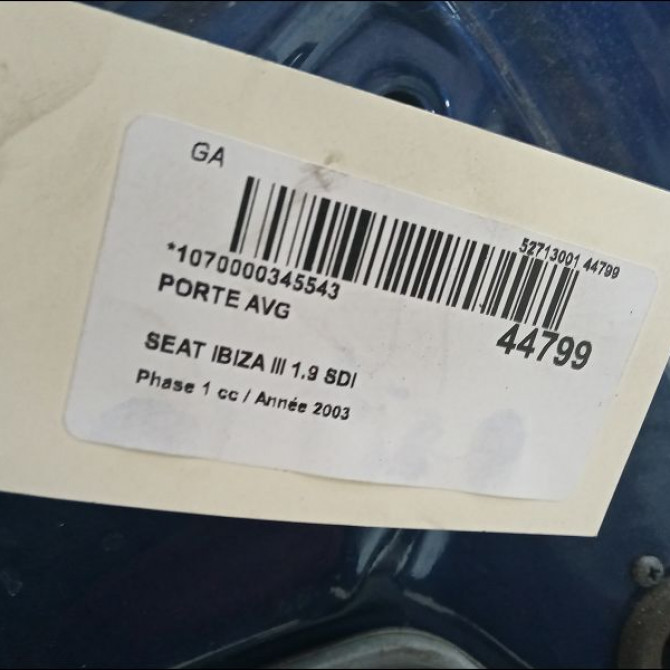 GA
52713001 44799
*1070000345543
44799
PORTE AVG
SEAT IBIZA III 1.9 SDI
Phase 1 cc / Année 2003